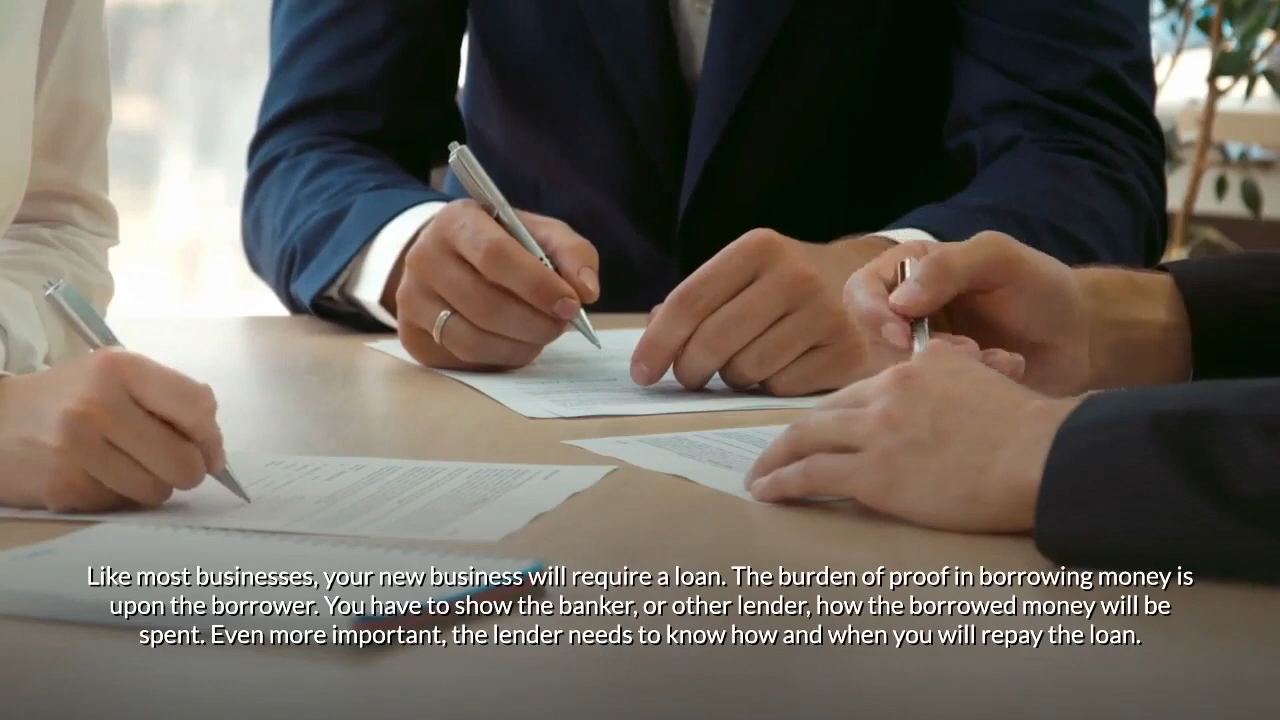 Like most businesses, your new business will require a loan. The burden of proof in borrowing money is
upon the borrower. You have to show the banker, or other lender, how the borrowed money will be
spent. Even more important, the lender needs to know how and when you will repay the loan.